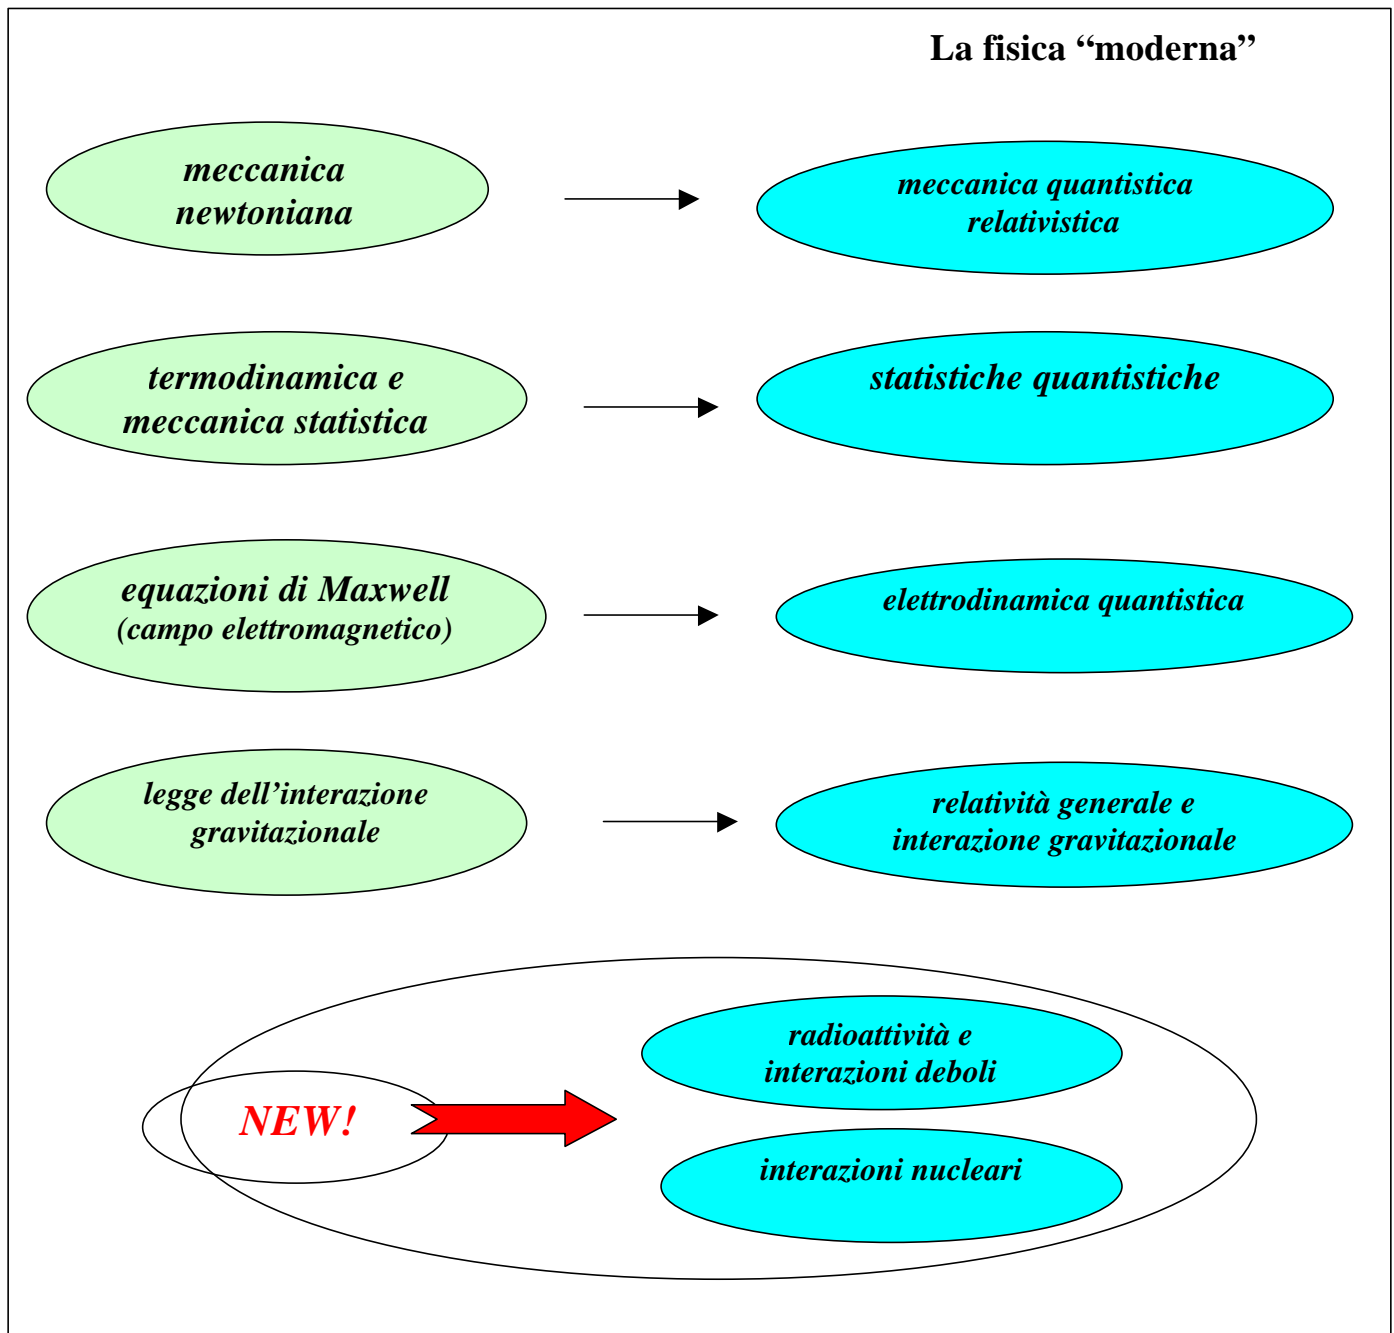 La fisica “moderna”
meccanica
newtoniana
meccanica quantistica
relativistica
termodinamica e
meccanica statistica
statistiche quantistiche
equazioni di Maxwell
(campo elettromagnetico)
elettrodinamica quantistica
legge dell’interazione
gravitazionale
relatività generale e
interazione gravitazionale
radioattività e
interazioni deboli
NEW!
interazioni nucleari